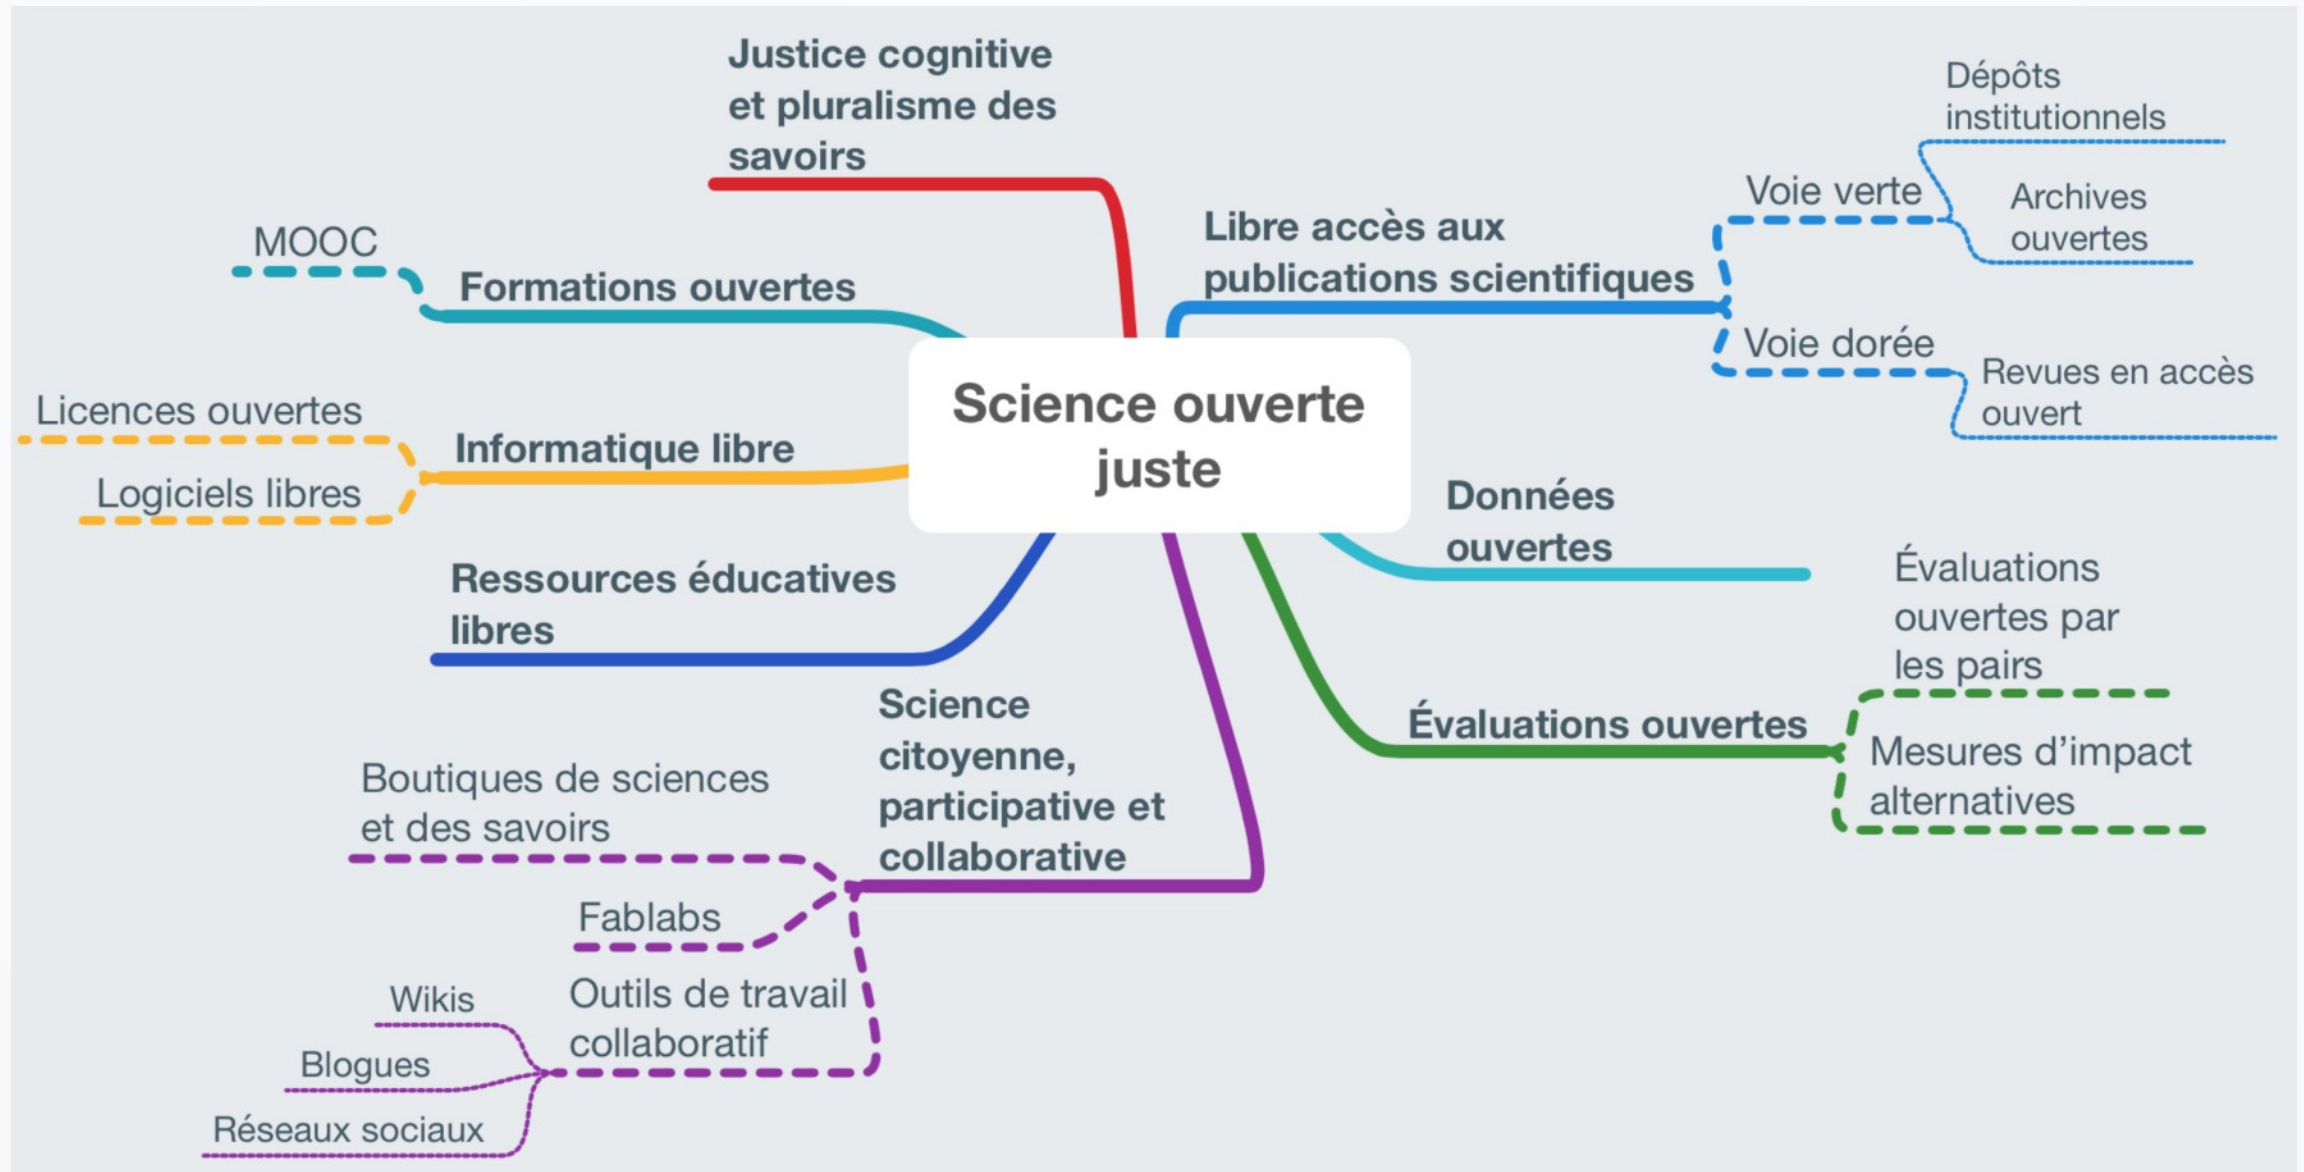 Science ouverte
juste
Justice cognitive
et pluralisme des
savoirs
Libre accès aux
publications scientifiques
Voie verte
Dépôts
institutionnels
Archives
ouvertes
Voie dorée
Revues en accès
ouvert
Données
ouvertes
Évaluations ouvertes
Évaluations
ouvertes par
les pairs
Mesures d’impact
alternatives
Science
citoyenne,
participative et
collaborative
Boutiques de sciences
et des savoirs
Fablabs
Outils de travail
collaboratif
Wikis
Blogues
Réseaux sociaux
Ressources éducatives
libres
Informatique libre
Licences ouvertes
Logiciels libres
Formations ouvertes
MOOC